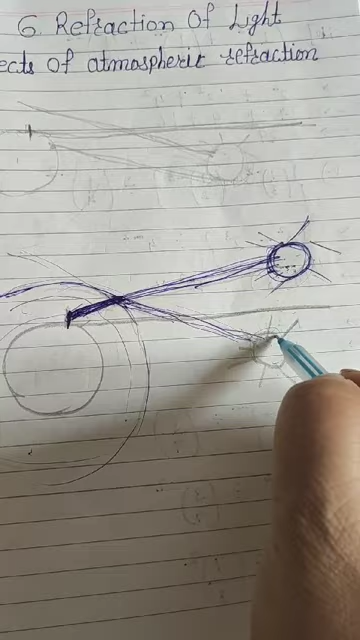 6. Refraction Of Light
ects of atmospheric refraction